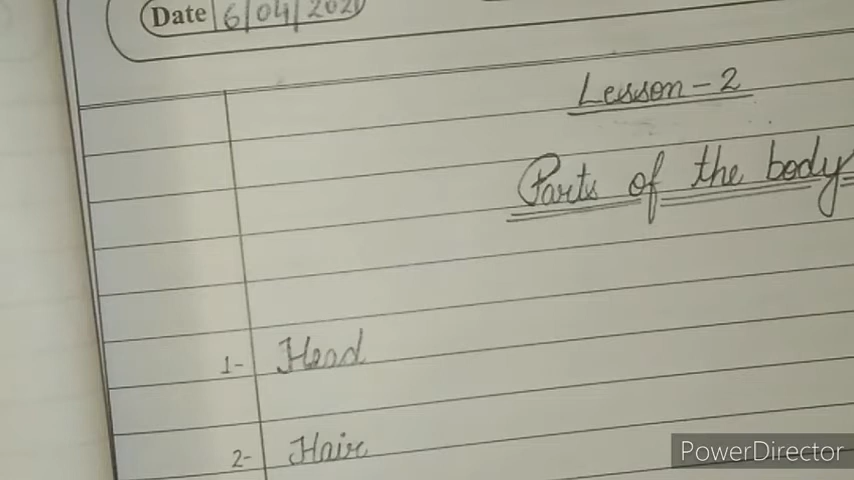 Date 6/04/2021
Lesson - 2
Parts of the body
1- Head
2- Hair
PowerDirector